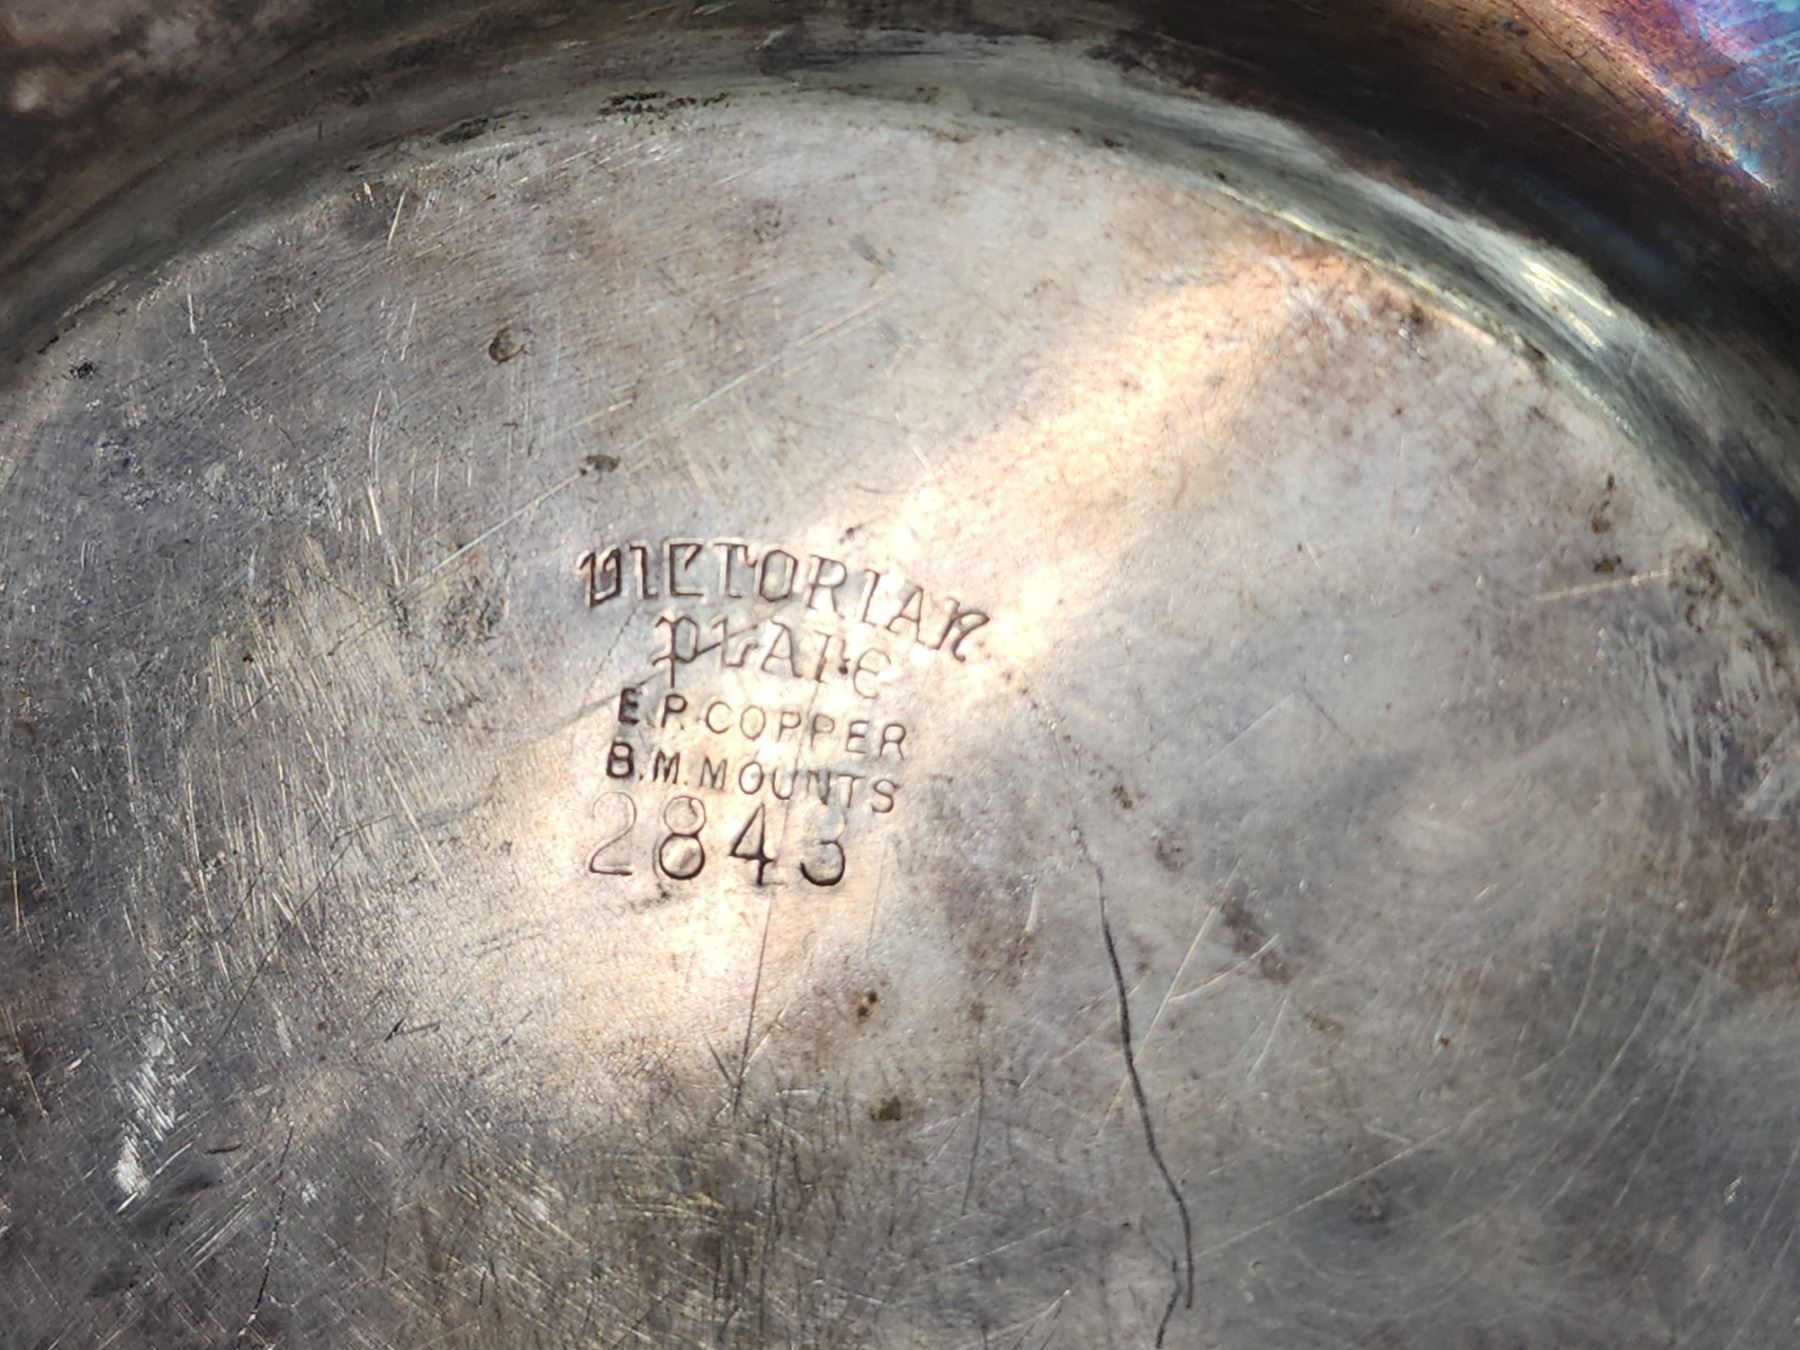 VICTORIAN
PLATE
E.P. COPPER
B.M. MOUNTS
2843